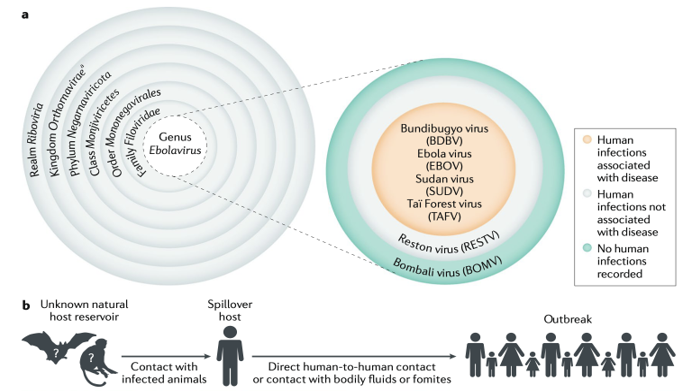 a
Realm Riboviria
Kingdom Orthornavirae^a
Phylum Negarnaviricota
Class Monjiviricetes
Order Mononegavirales
Family Filoviridae
Genus
Ebolavirus
Bundibugyo virus
(BDBV)
Ebola virus
(EBOV)
Sudan virus
(SUDV)
Taï Forest virus
(TAFV)
Reston virus (RESTV)
Bombali virus (BOMV)
Human
infections
associated
with disease
Human
infections not
associated
with disease
No human
infections
recorded
b
Unknown natural
host reservoir
?
?
Contact with
infected animals
Spillover
host
Direct human-to-human contact
or contact with bodily fluids or fomites
Outbreak